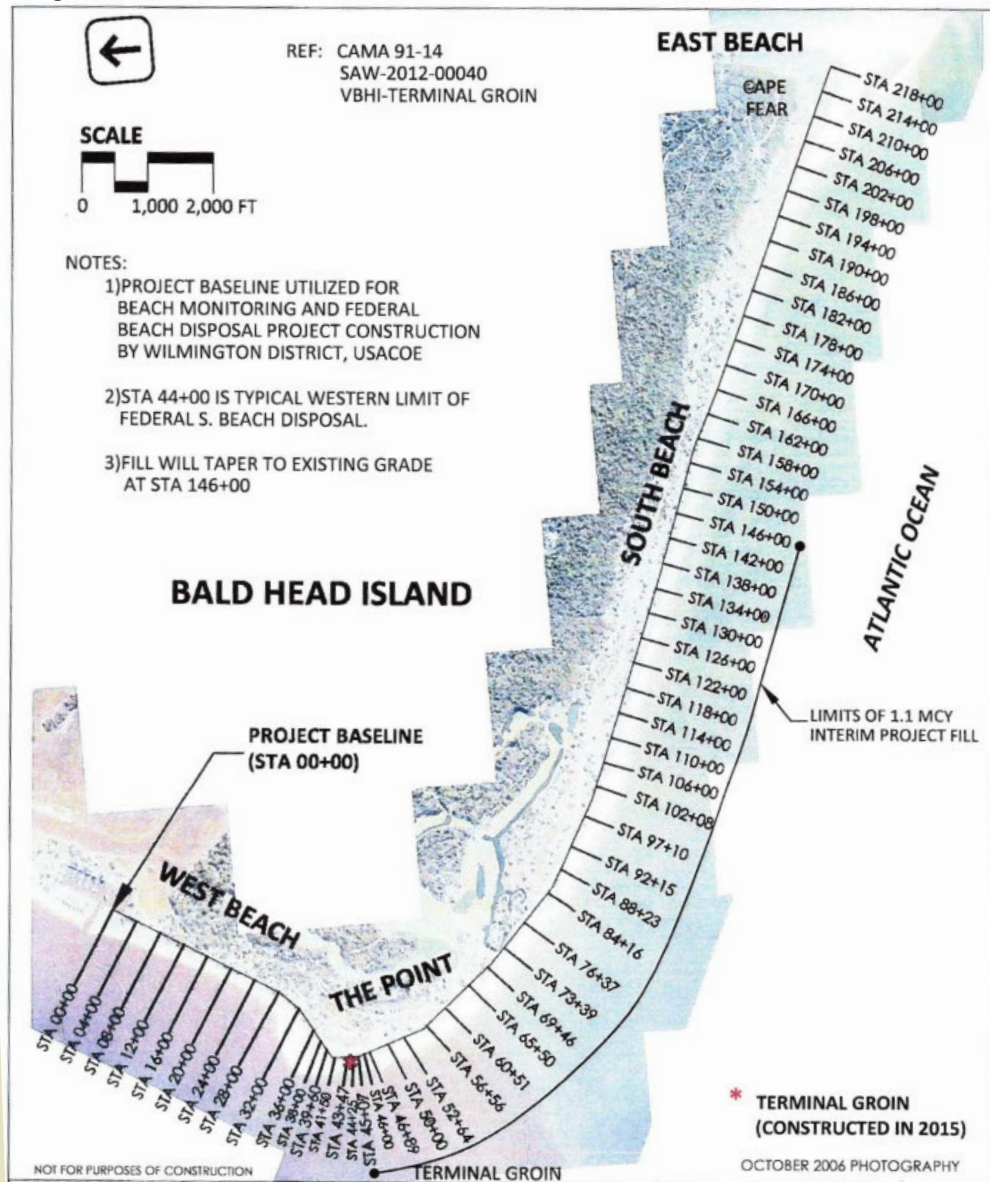 REF: CAMA 91-14
SAW-2012-00040
VBHI-TERMINAL GROIN
EAST BEACH
CAPE
FEAR
SCALE
0 1,000 2,000 FT
NOTES:
1)PROJECT BASELINE UTILIZED FOR
BEACH MONITORING AND FEDERAL
BEACH DISPOSAL PROJECT CONSTRUCTION
BY WILMINGTON DISTRICT, USACOE
2)STA 44+00 IS TYPICAL WESTERN LIMIT OF
FEDERAL S. BEACH DISPOSAL.
3)FILL WILL TAPER TO EXISTING GRADE
AT STA 146+00
STA 218+00
STA 214+00
STA 210+00
STA 206+00
STA 202+00
STA 198+00
STA 194+00
STA 190+00
STA 186+00
STA 182+00
STA 178+00
STA 174+00
STA 170+00
STA 166+00
STA 162+00
STA 158+00
STA 154+00
STA 150+00
STA 146+00
STA 142+00
STA 138+00
STA 134+00
STA 130+00
STA 126+00
STA 122+00
STA 118+00
STA 114+00
STA 110+00
STA 106+00
STA 102+08
STA 97+10
STA 92+15
STA 88+23
STA 84+16
STA 76+37
STA 73+39
STA 69+46
STA 65+50
STA 60+51
STA 56+56
STA 52+64
STA 50+00
STA 46+89
STA 46+00
STA 45+07
STA 44+25
STA 43+47
STA 41+50
STA 39+60
STA 38+00
STA 36+00
STA 32+00
STA 28+00
STA 24+00
STA 20+00
STA 16+00
STA 12+00
STA 08+00
STA 04+00
STA 00+00
SOUTH BEACH
ATLANTIC OCEAN
BALD HEAD ISLAND
LIMITS OF 1.1 MCY
INTERIM PROJECT FILL
PROJECT BASELINE
(STA 00+00)
WEST BEACH
THE POINT
* TERMINAL GROIN
(CONSTRUCTED IN 2015)
NOT FOR PURPOSES OF CONSTRUCTION
TERMINAL GROIN
OCTOBER 2006 PHOTOGRAPHY